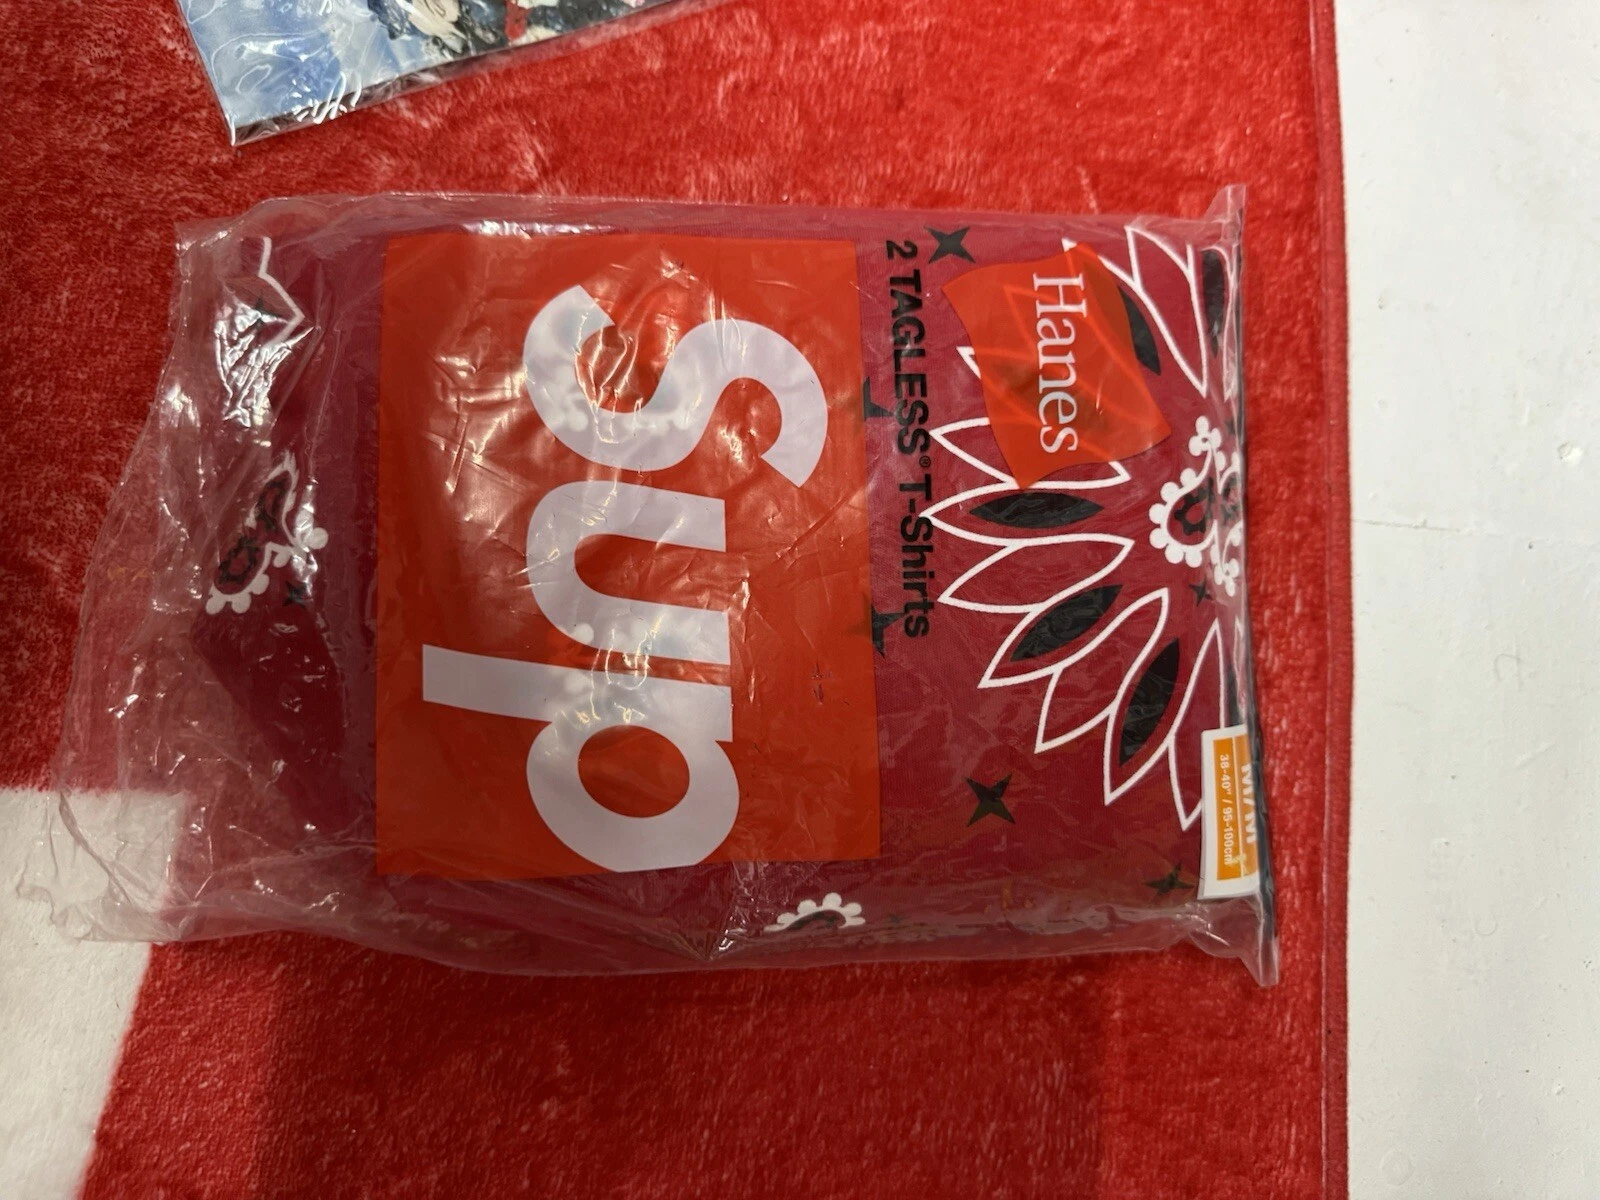 Hanes
2 TAGLESS® T-Shirts
Sup
M/M
38-40" / 95-100cm